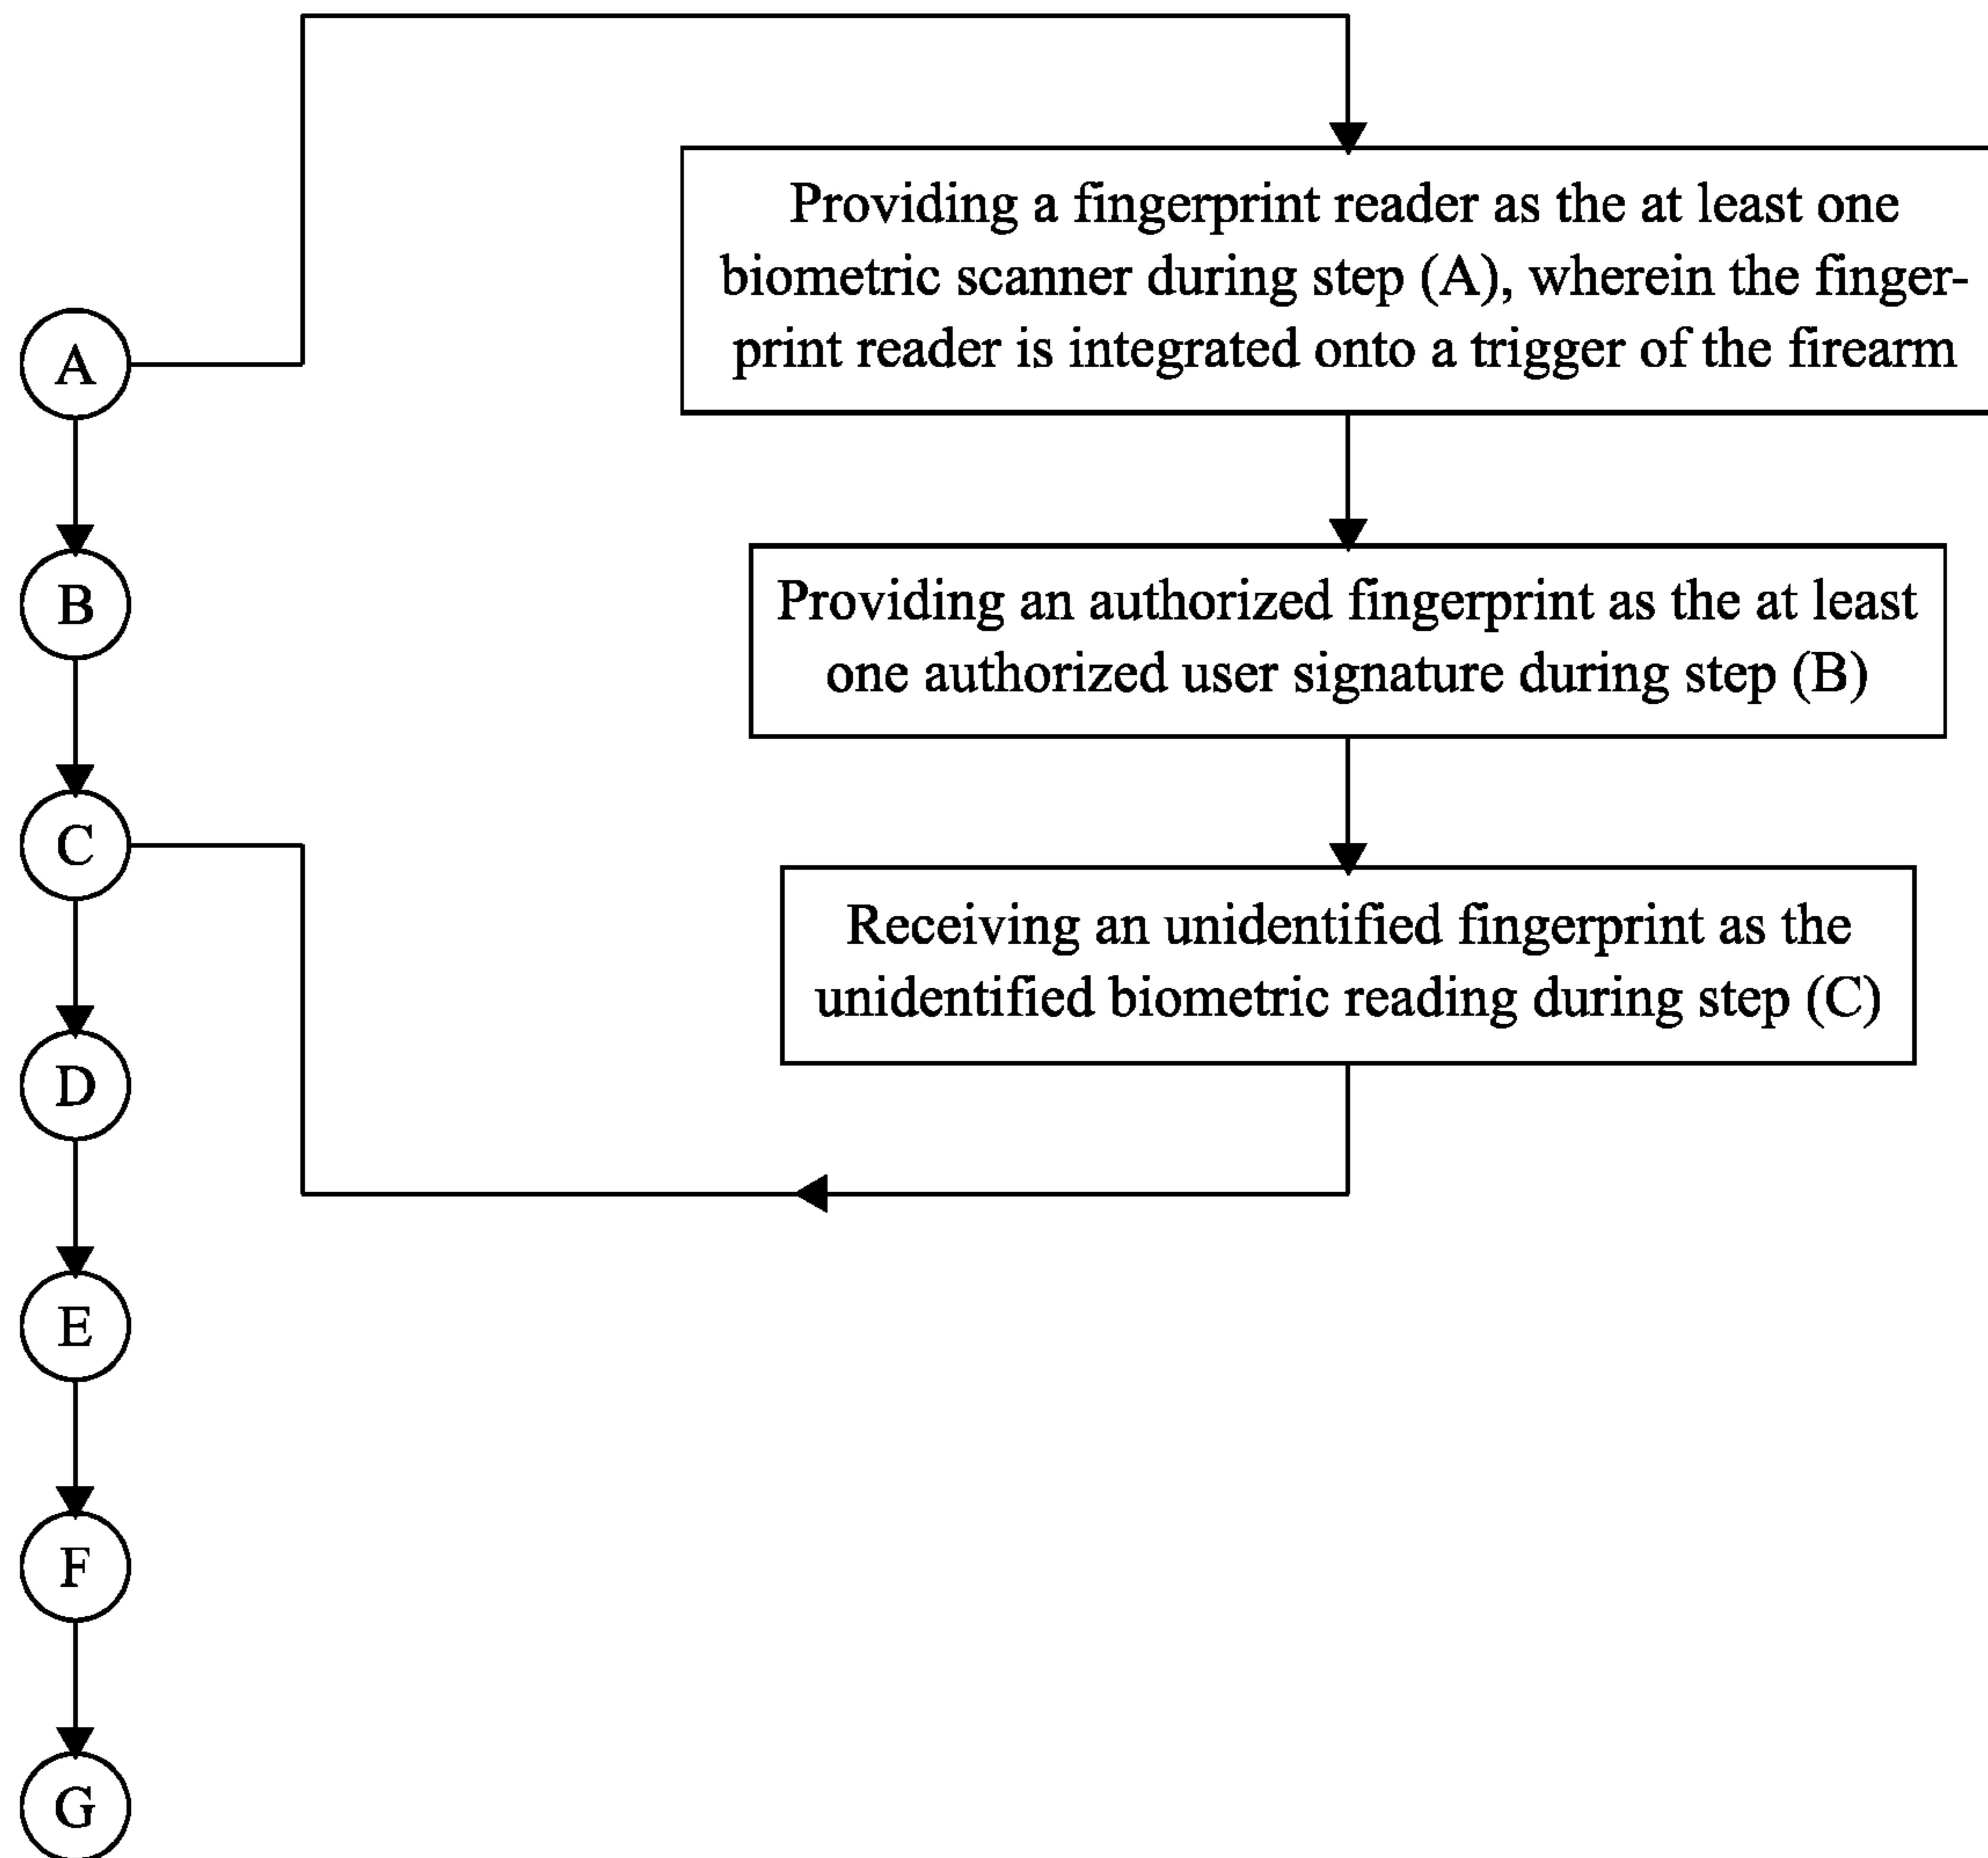 A
Providing a fingerprint reader as the at least one
biometric scanner during step (A), wherein the finger-
print reader is integrated onto a trigger of the firearm
B
Providing an authorized fingerprint as the at least
one authorized user signature during step (B)
C
Receiving an unidentified fingerprint as the
unidentified biometric reading during step (C)
D
E
F
G